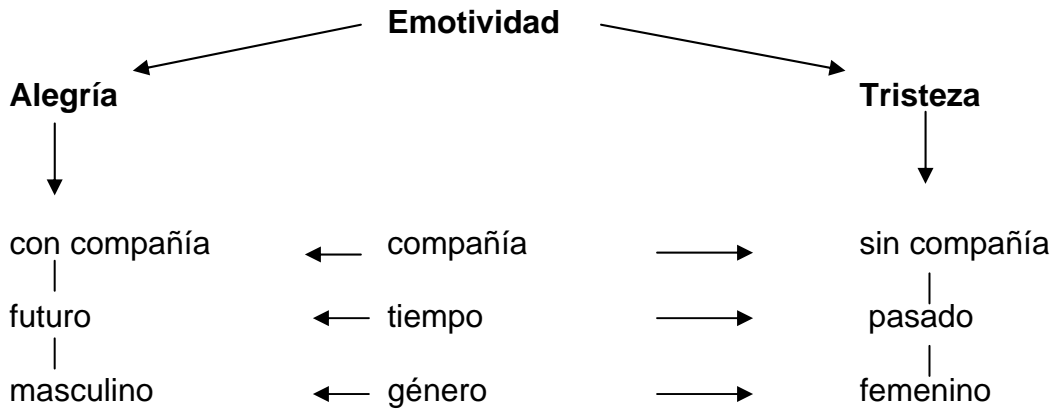 Emotividad
Alegría Tristeza
con compañía compañía sin compañía
futuro tiempo pasado
masculino género femenino